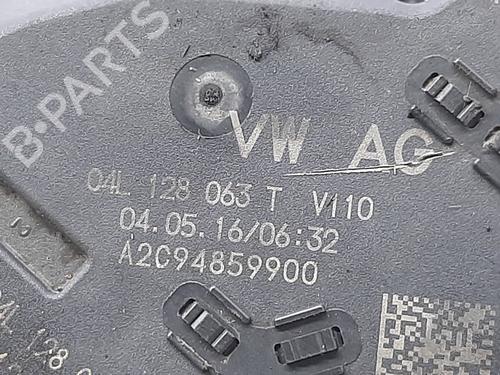 B-PARTS
VW AG
04L 128 063 T V110
04.05.16/06:32
A2C94859900